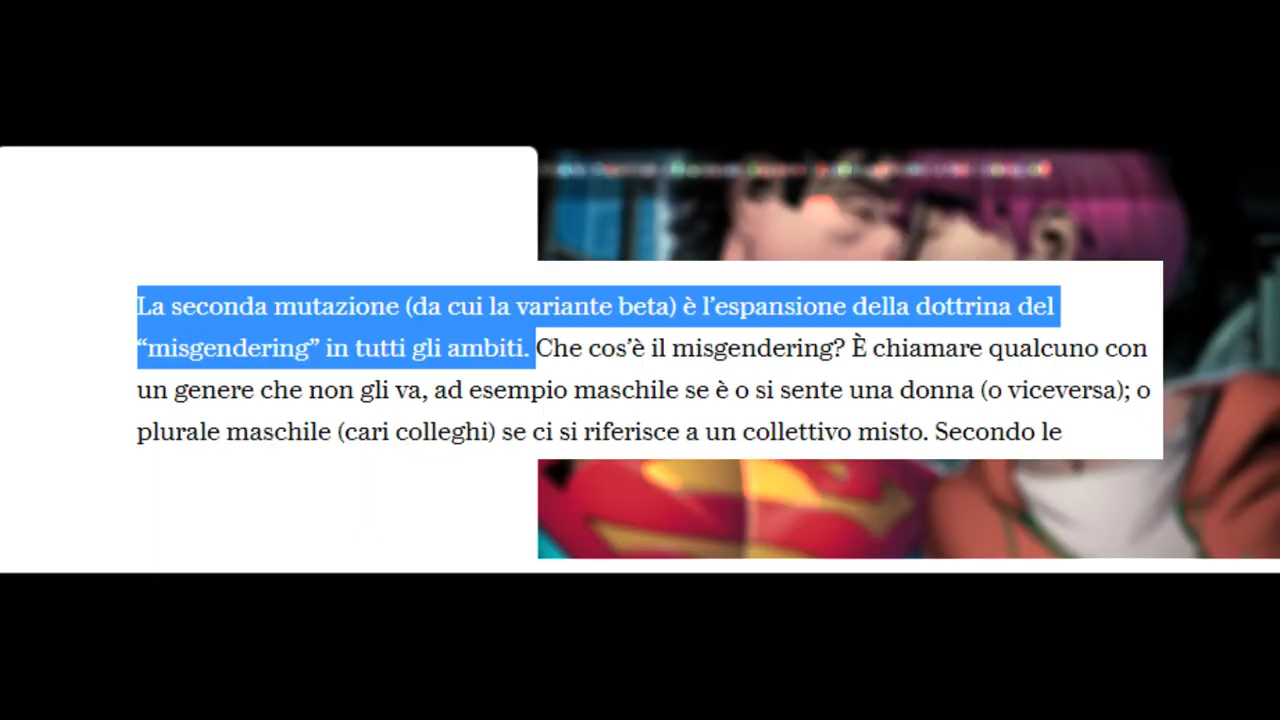 La seconda mutazione (da cui la variante beta) è l’espansione della dottrina del
“misgendering” in tutti gli ambiti. Che cos’è il misgendering? È chiamare qualcuno con
un genere che non gli va, ad esempio maschile se è o si sente una donna (o viceversa); o
plurale maschile (cari colleghi) se ci si riferisce a un collettivo misto. Secondo le